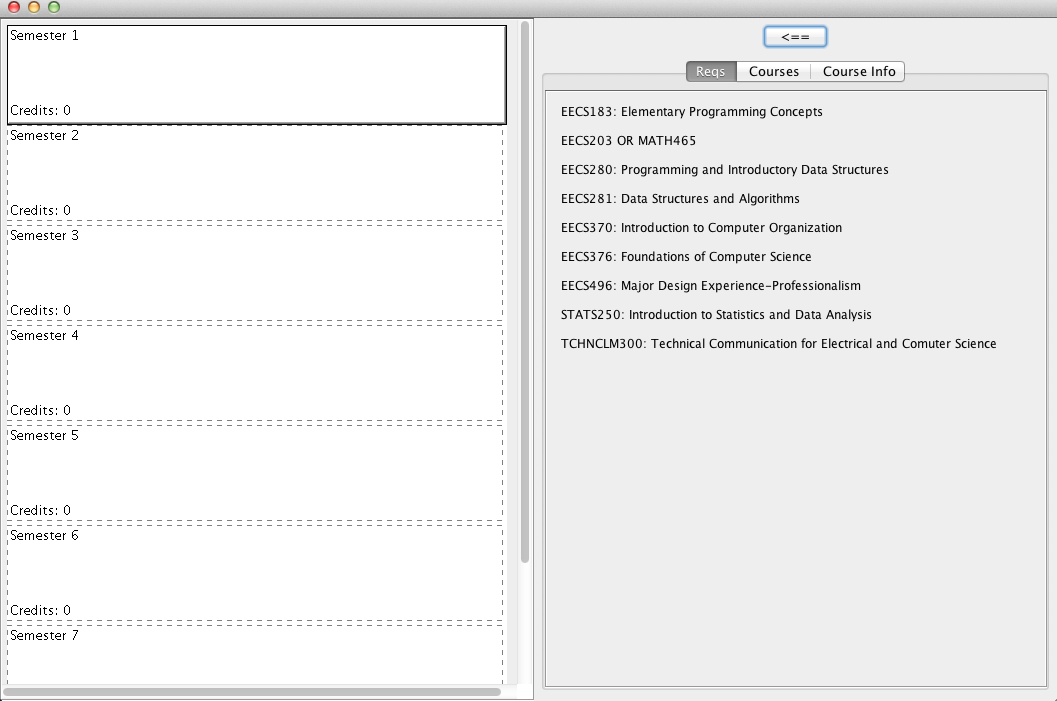 Semester 1
Credits: 0
Semester 2
Credits: 0
Semester 3
Credits: 0
Semester 4
Credits: 0
Semester 5
Credits: 0
Semester 6
Credits: 0
Semester 7
<==
Reqs Courses Course Info
EECS183: Elementary Programming Concepts
EECS203 OR MATH465
EECS280: Programming and Introductory Data Structures
EECS281: Data Structures and Algorithms
EECS370: Introduction to Computer Organization
EECS376: Foundations of Computer Science
EECS496: Major Design Experience-Professionalism
STATS250: Introduction to Statistics and Data Analysis
TCHNCLM300: Technical Communication for Electrical and Comuter Science